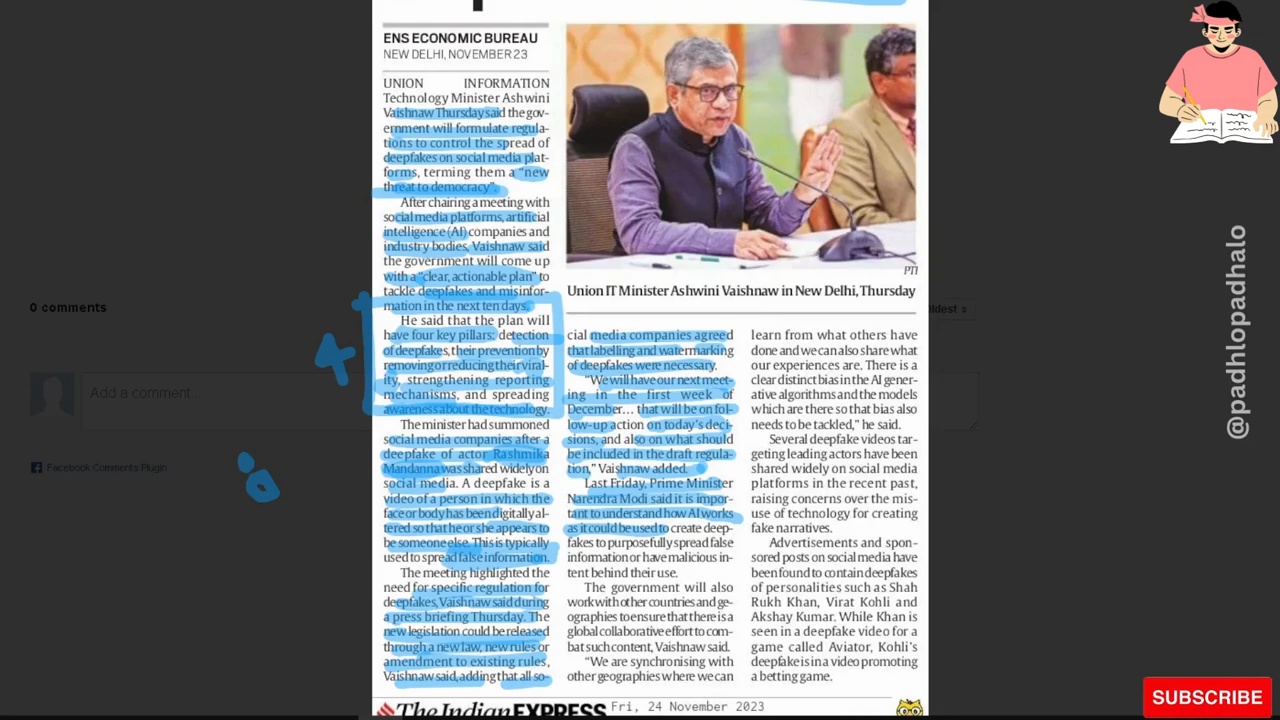 ENS ECONOMIC BUREAU
NEW DELHI, NOVEMBER 23
UNION INFORMATION
Technology Minister Ashwini
Vaishnaw Thursday said the gov-
ernment will formulate regula-
tions to control the spread of
deepfakes on social media plat-
forms, terming them a “new
threat to democracy”.
After chairing a meeting with
social media platforms, artificial
intelligence (AI) companies and
industry bodies, Vaishnaw said
the government will come up
with a “clear, actionable plan” to
tackle deepfakes and misinfor-
mation in the next ten days.
He said that the plan will
have four key pillars: detection
of deepfakes, their prevention by
removing or reducing their viral-
ity, strengthening reporting
mechanisms, and spreading
awareness about the technology.
The minister had summoned
social media companies after a
deepfake of actor Rashmika
Mandanna was shared widely on
social media. A deepfake is a
video of a person in which the
face or body has been digitally al-
tered so that he or she appears to
be someone else. This is typically
used to spread false information.
The meeting highlighted the
need for specific regulation for
deepfakes, Vaishnaw said during
a press briefing Thursday. The
new legislation could be released
through a new law, new rules or
amendment to existing rules,
Vaishnaw said, adding that all so-
PTI
Union IT Minister Ashwini Vaishnaw in New Delhi, Thursday
cial media companies agreed
that labelling and watermarking
of deepfakes were necessary.
“We will have our next meet-
ing in the first week of
December... that will be on fol-
low-up action on today’s deci-
sions, and also on what should
be included in the draft regula-
tion,” Vaishnaw added.
Last Friday, Prime Minister
Narendra Modi said it is impor-
tant to understand how AI works
as it could be used to create deep-
fakes to purposefully spread false
information or have malicious in-
tent behind their use.
The government will also
work with other countries and ge-
ographies to ensure that there is a
global collaborative effort to com-
bat such content, Vaishnaw said.
“We are synchronising with
other geographies where we can
learn from what others have
done and we can also share what
our experiences are. There is a
clear distinct bias in the AI gener-
ative algorithms and the models
which are there so that bias also
needs to be tackled,” he said.
Several deepfake videos tar-
geting leading actors have been
shared widely on social media
platforms in the recent past,
raising concerns over the mis-
use of technology for creating
fake narratives.
Advertisements and spon-
sored posts on social media have
been found to contain deepfakes
of personalities such as Shah
Rukh Khan, Virat Kohli and
Akshay Kumar. While Khan is
seen in a deepfake video for a
game called Aviator, Kohli’s
deepfake is in a video promoting
a betting game.
The Indian EXPRESS
Fri, 24 November 2023
0 comments
ldest
Add a comment...
Facebook Comments Plugin
@padhlopadhalo
SUBSCRIBE